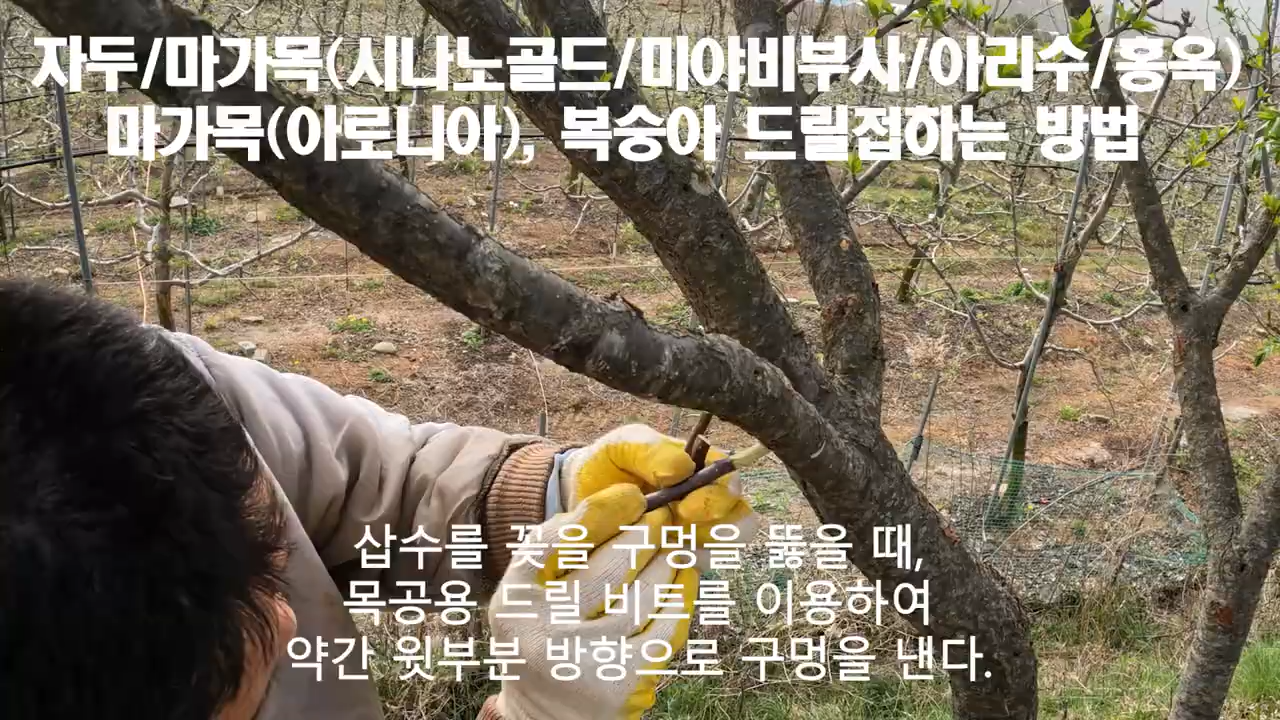 자두/마가목(시나노골드/미야비부사/아리수/홍옥)
마가목(아로니아), 복숭아 드릴접하는 방법
삽수를 꽂을 구멍을 뚫을 때,
목공용 드릴 비트를 이용하여
약간 윗부분 방향으로 구멍을 낸다.